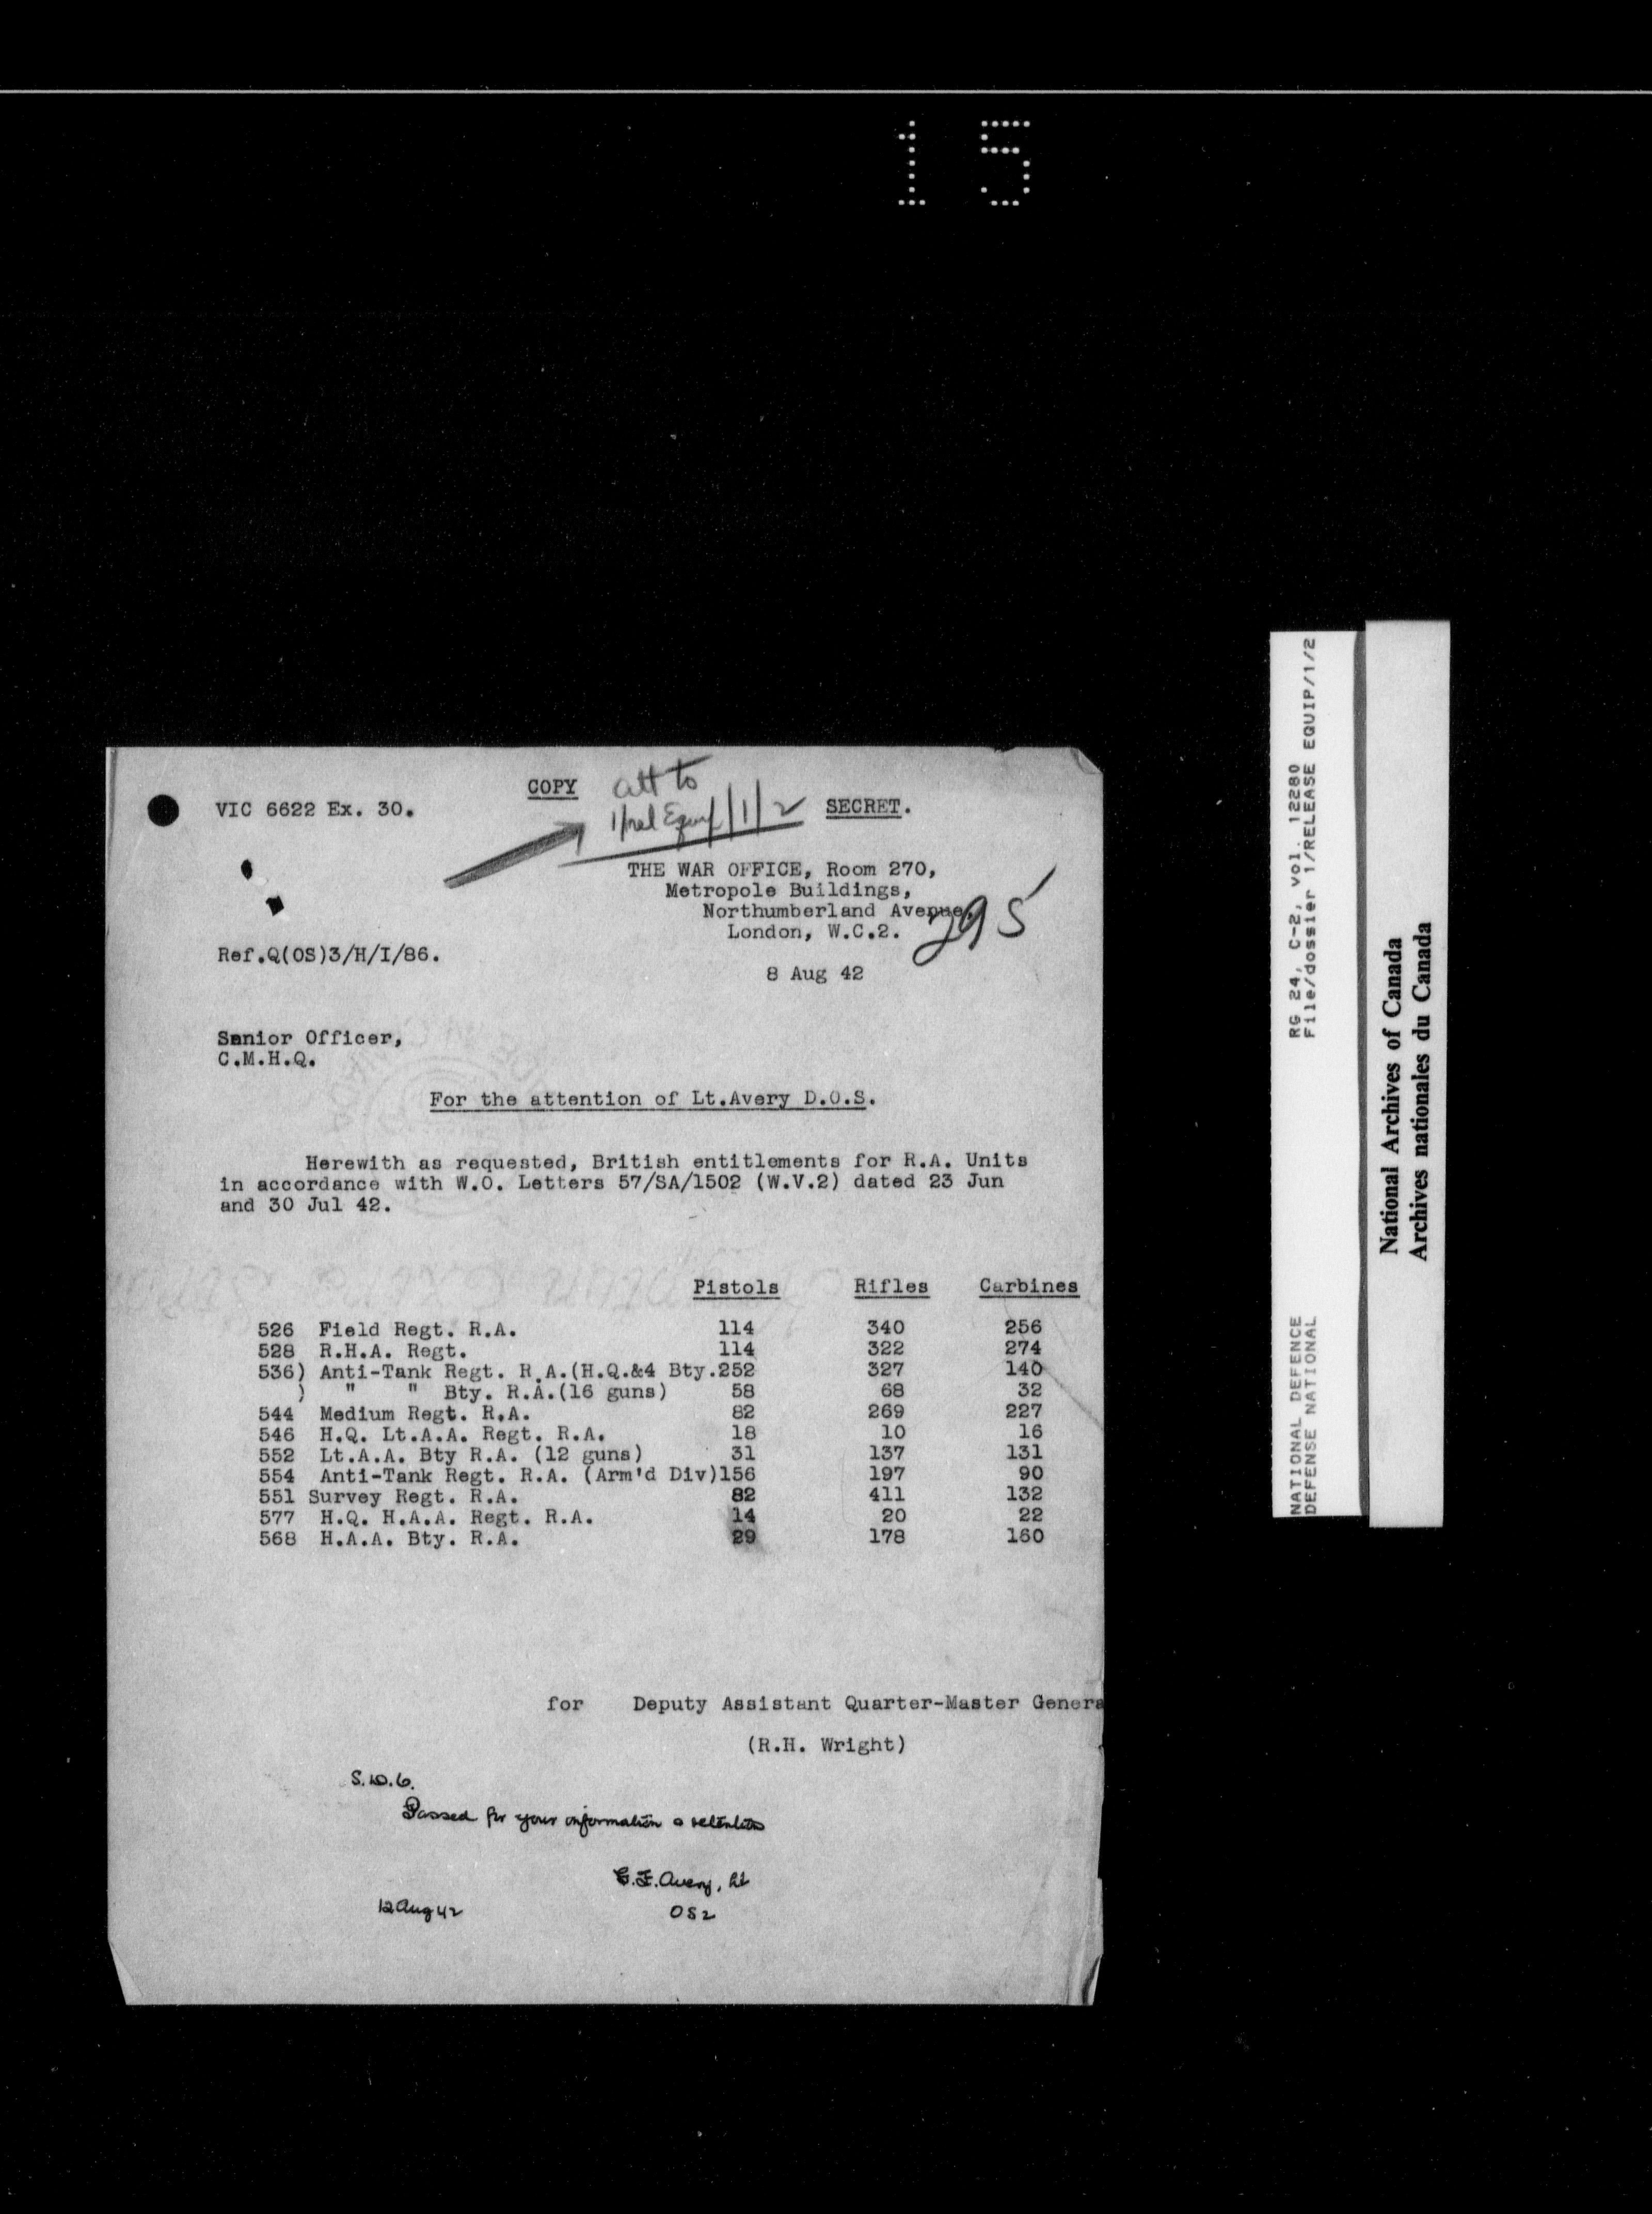 15
COPY
att to
VIC 6622 Ex. 30.
1/rel Equip/1/2
SECRET.
THE WAR OFFICE, Room 270,
Metropole Buildings,
Northumberland Avenue,
London, W.C.2.
295
Ref.Q(OS)3/H/I/86.
8 Aug 42
Senior Officer,
C.M.H.Q.
For the attention of Lt.Avery D.O.S.
Herewith as requested, British entitlements for R.A. Units
in accordance with W.O. Letters 57/SA/1502 (W.V.2) dated 23 Jun
and 30 Jul 42.
Pistols Rifles Carbines
526 Field Regt. R.A. 114 340 256
528 R.H.A. Regt. 114 322 274
536) Anti-Tank Regt. R.A.(H.Q.&4 Bty.252 327 140
) " " Bty. R.A.(16 guns) 58 68 32
544 Medium Regt. R.A. 82 269 227
546 H.Q. Lt.A.A. Regt. R.A. 18 10 16
552 Lt.A.A. Bty R.A. (12 guns) 31 137 131
554 Anti-Tank Regt. R.A. (Arm'd Div)156 197 90
551 Survey Regt. R.A. 82 411 132
577 H.Q. H.A.A. Regt. R.A. 14 20 22
568 H.A.A. Bty. R.A. 29 178 160
for Deputy Assistant Quarter-Master Genera
(R.H. Wright)
S.D.6.
Passed for your information & retention
E.F. Avery, Lt
12 Aug 42 OS2
RG 24, C-2, vol. 12280
File/dossier 1/RELEASE EQUIP/1/2
NATIONAL DEFENCE
DEFENSE NATIONAL
National Archives of Canada
Archives nationales du Canada